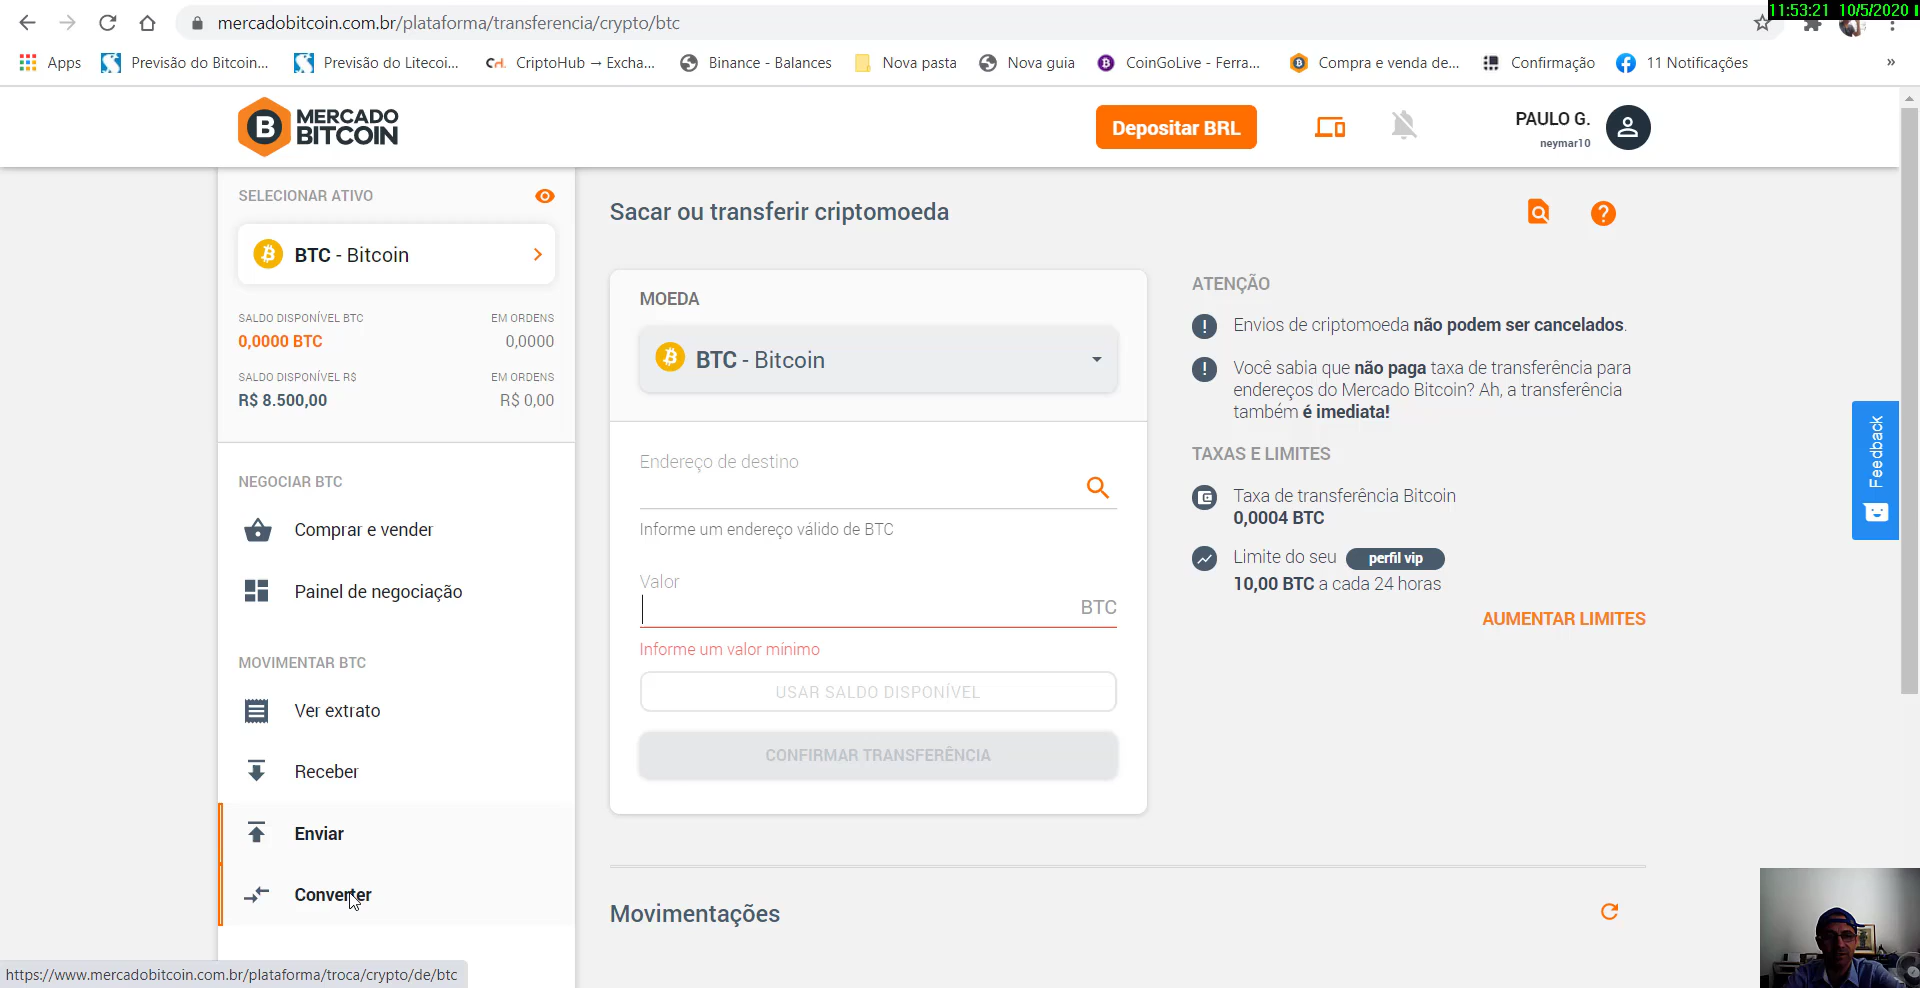 mercadobitcoin.com.br/plataforma/transferencia/crypto/btc
11:53:21 10/5/2020
Apps
Previsão do Bitcoin...
Previsão do Litecoi...
CriptoHub → Excha...
Binance - Balances
Nova pasta
Nova guia
CoinGoLive - Ferra...
Compra e venda de...
Confirmação
11 Notificações
»
MERCADO
BITCOIN
Depositar BRL
PAULO G.
neymar10
SELECIONAR ATIVO
BTC - Bitcoin
SALDO DISPONÍVEL BTC
EM ORDENS
0,0000 BTC
0,0000
SALDO DISPONÍVEL R$
EM ORDENS
R$ 8.500,00
R$ 0,00
NEGOCIAR BTC
Comprar e vender
Painel de negociação
MOVIMENTAR BTC
Ver extrato
Receber
Enviar
Converter
https://www.mercadobitcoin.com.br/plataforma/troca/crypto/de/btc
Sacar ou transferir criptomoeda
MOEDA
BTC - Bitcoin
Endereço de destino
Informe um endereço válido de BTC
Valor
BTC
Informe um valor mínimo
USAR SALDO DISPONÍVEL
CONFIRMAR TRANSFERÊNCIA
ATENÇÃO
Envios de criptomoeda não podem ser cancelados.
Você sabia que não paga taxa de transferência para
endereços do Mercado Bitcoin? Ah, a transferência
também é imediata!
TAXAS E LIMITES
Taxa de transferência Bitcoin
0,0004 BTC
Limite do seu perfil vip
10,00 BTC a cada 24 horas
AUMENTAR LIMITES
Feedback
Movimentações